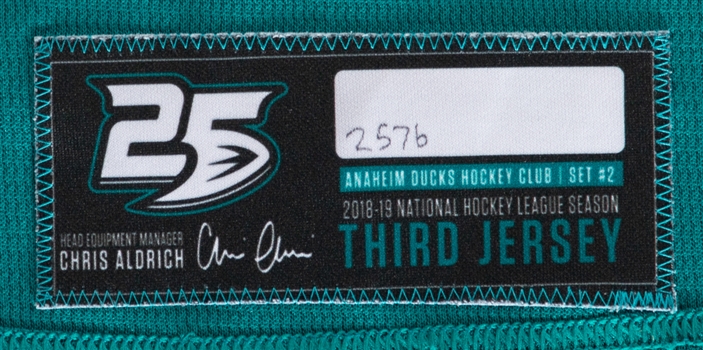 25
HEAD EQUIPMENT MANAGER
CHRIS ALDRICH
2576
ANAHEIM DUCKS HOCKEY CLUB | SET #2
2018-19 NATIONAL HOCKEY LEAGUE SEASON
THIRD JERSEY